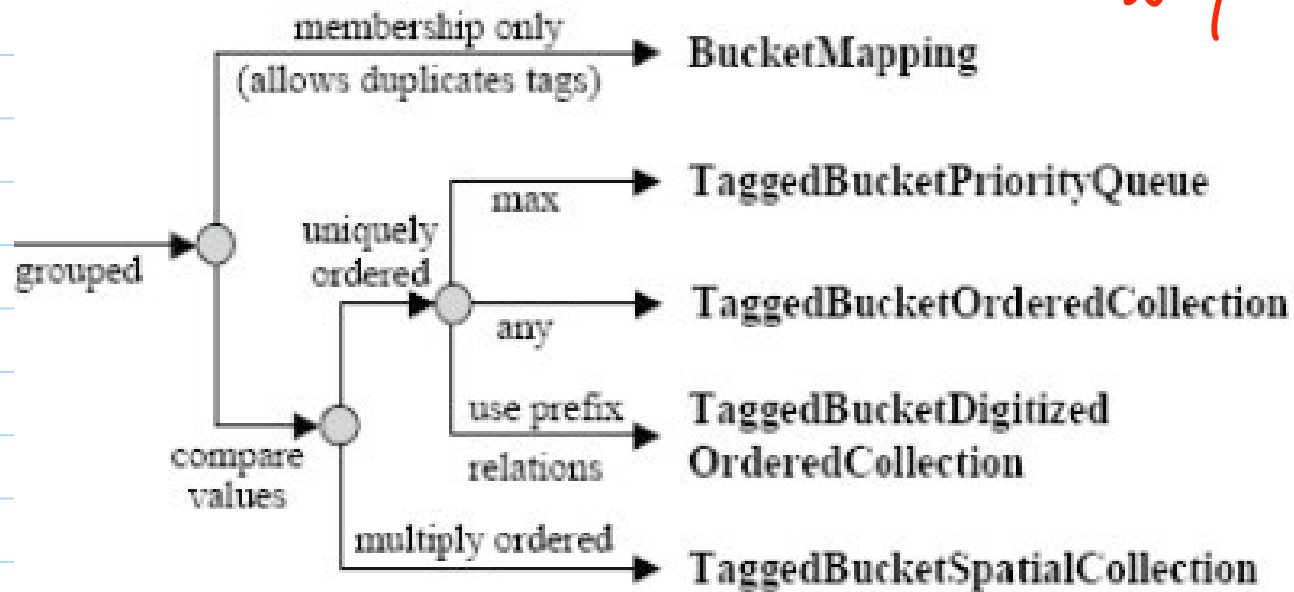 membership only
(allows duplicates tags)
BucketMapping
TaggedBucketPriorityQueue
max
uniquely
ordered
grouped
TaggedBucketOrderedCollection
any
use prefix
relations
TaggedBucketDigitized
OrderedCollection
compare
values
multiply ordered
TaggedBucketSpatialCollection